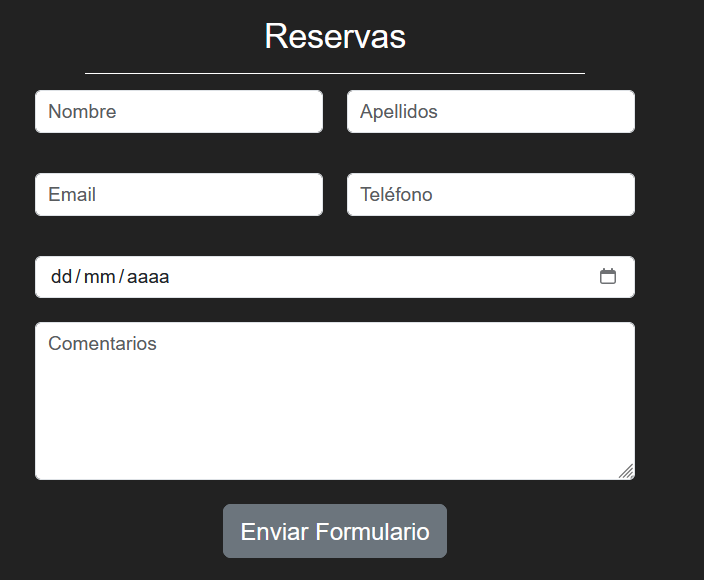 Reservas
Nombre Apellidos
Email Teléfono
dd/mm/aaaa
Comentarios
Enviar Formulario